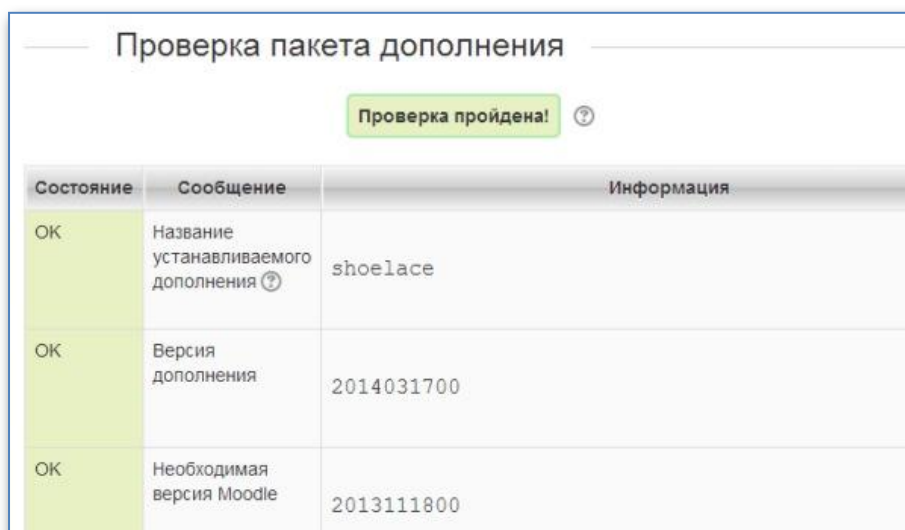 Проверка пакета дополнения
Проверка пройдена!
Состояние Сообщение Информация
OK Название
устанавливаемого
дополнения
shoelace
OK Версия
дополнения
2014031700
OK Необходимая
версия Moodle
2013111800